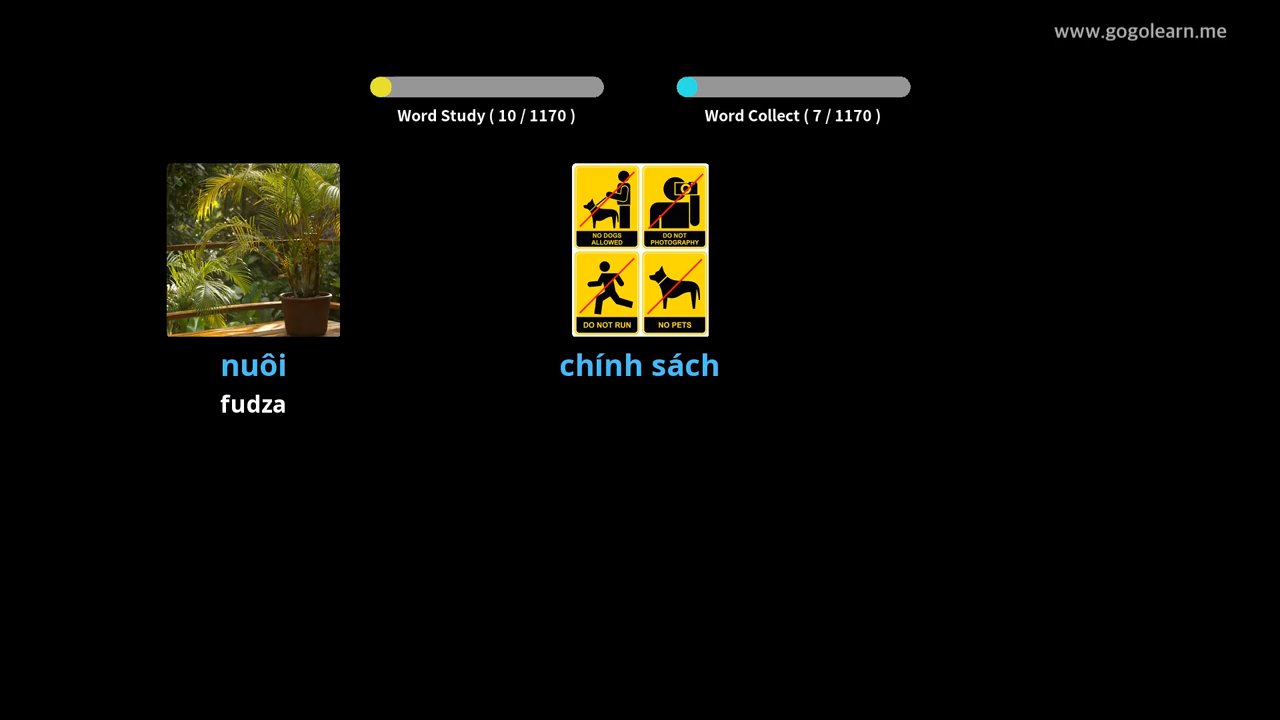 www.gogolearn.me
Word Study ( 10 / 1170 )
Word Collect ( 7 / 1170 )
NO DOGS
ALLOWED
DO NOT
PHOTOGRAPHY
DO NOT RUN
NO PETS
nuôi
chính sách
fudza